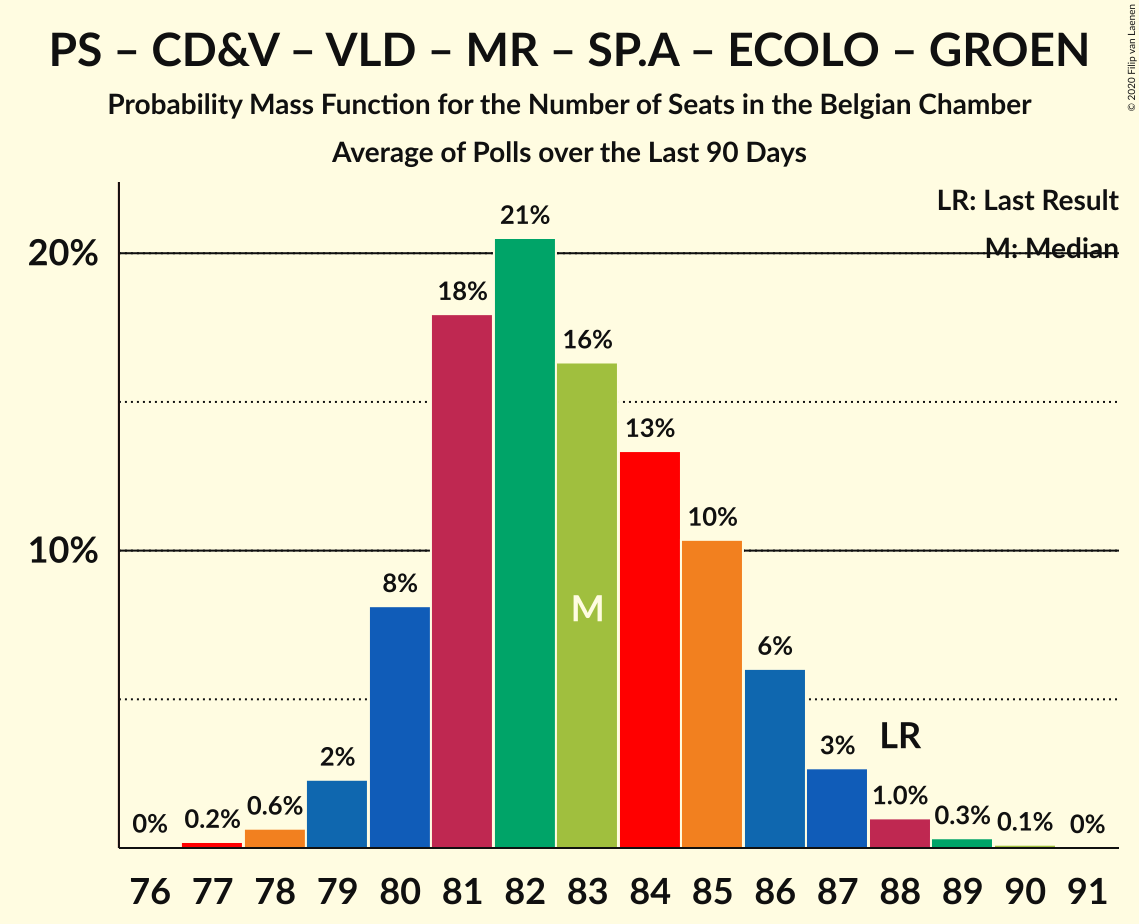 PS – CD&V – VLD – MR – SP.A – ECOLO – GROEN
Probability Mass Function for the Number of Seats in the Belgian Chamber
Average of Polls over the Last 90 Days
© 2020 Filip van Laenen
LR: Last Result
M: Median
20%
10%
0%
0.2%
0.6%
2%
8%
18%
21%
16%
13%
10%
6%
3%
1.0%
0.3%
0.1%
0%
M
LR
76 77 78 79 80 81 82 83 84 85 86 87 88 89 90 91